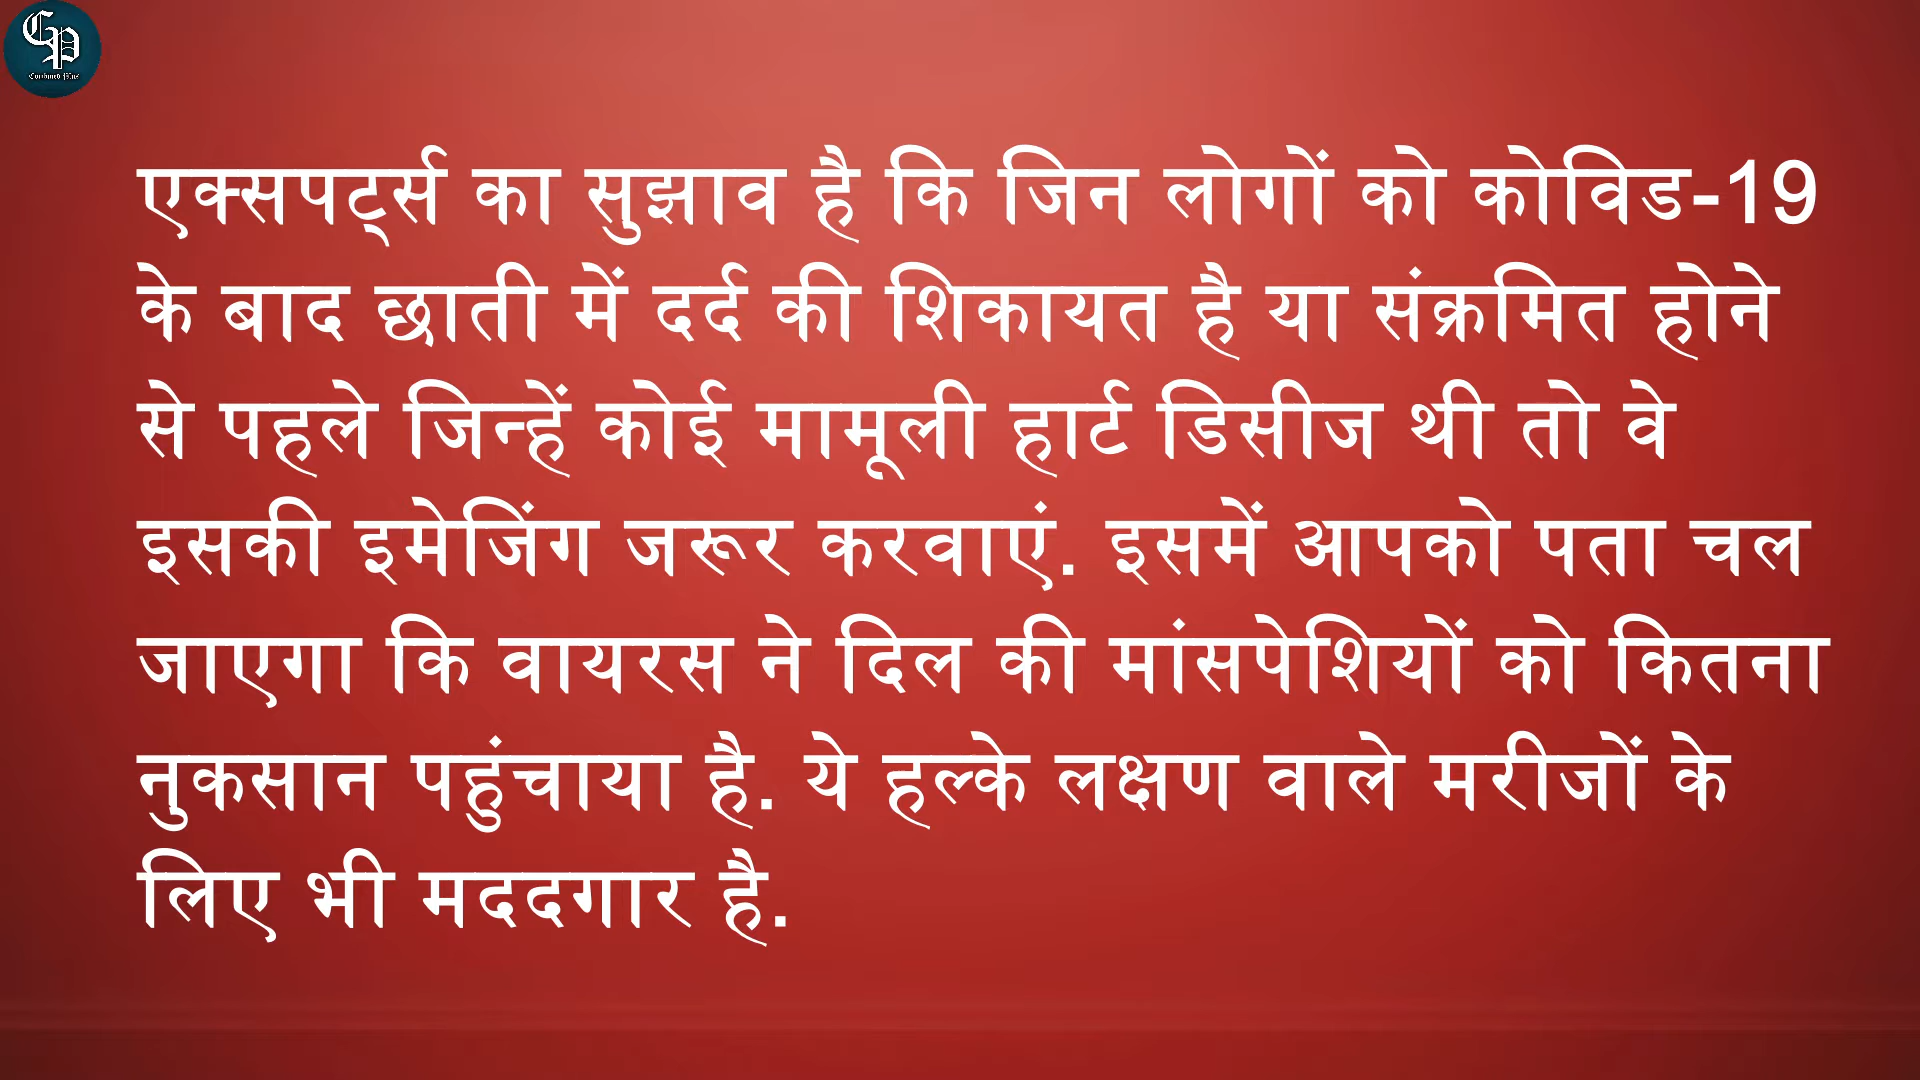 CP
एक्सपर्ट्स का सुझाव है कि जिन लोगों को कोविड-19
के बाद छाती में दर्द की शिकायत है या संक्रमित होने
से पहले जिन्हें कोई मामूली हार्ट डिसीज थी तो वे
इसकी इमेजिंग जरूर करवाएं. इसमें आपको पता चल
जाएगा कि वायरस ने दिल की मांसपेशियों को कितना
नुकसान पहुंचाया है. ये हल्के लक्षण वाले मरीजों के
लिए भी मददगार है.